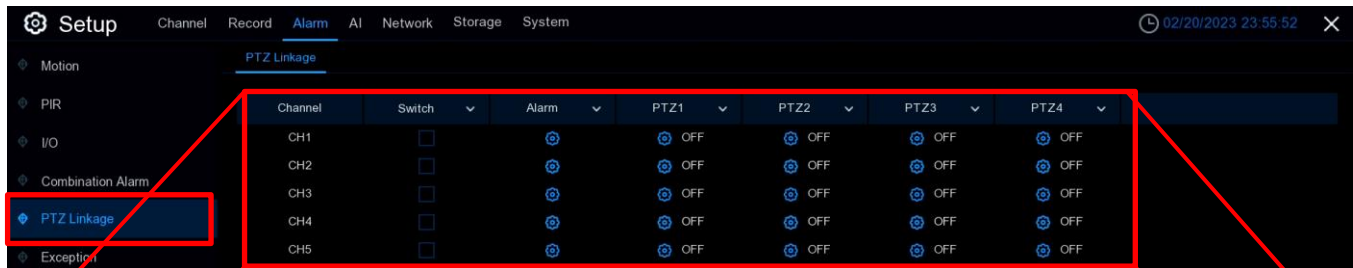 Setup Channel Record Alarm AI Network Storage System 02/20/2023 23:55:52
Motion
PIR
I/O
Combination Alarm
PTZ Linkage
Exception
PTZ Linkage
Channel Switch Alarm PTZ1 PTZ2 PTZ3 PTZ4
CH1 OFF OFF OFF OFF
CH2 OFF OFF OFF OFF
CH3 OFF OFF OFF OFF
CH4 OFF OFF OFF OFF
CH5 OFF OFF OFF OFF